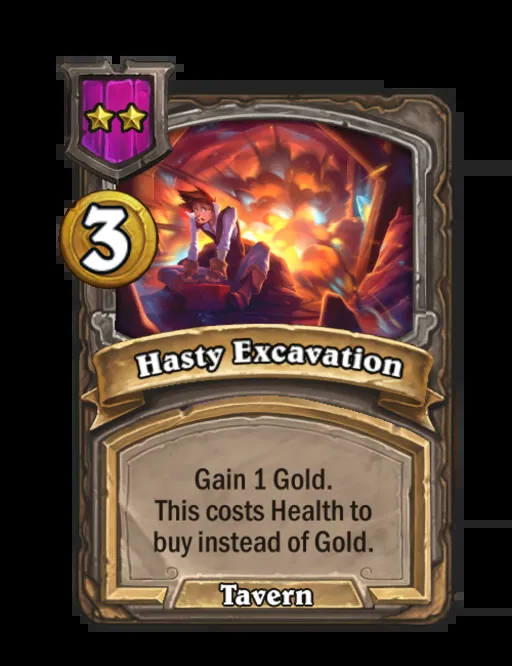 3
Hasty Excavation
Gain 1 Gold.
This costs Health to
buy instead of Gold.
Tavern